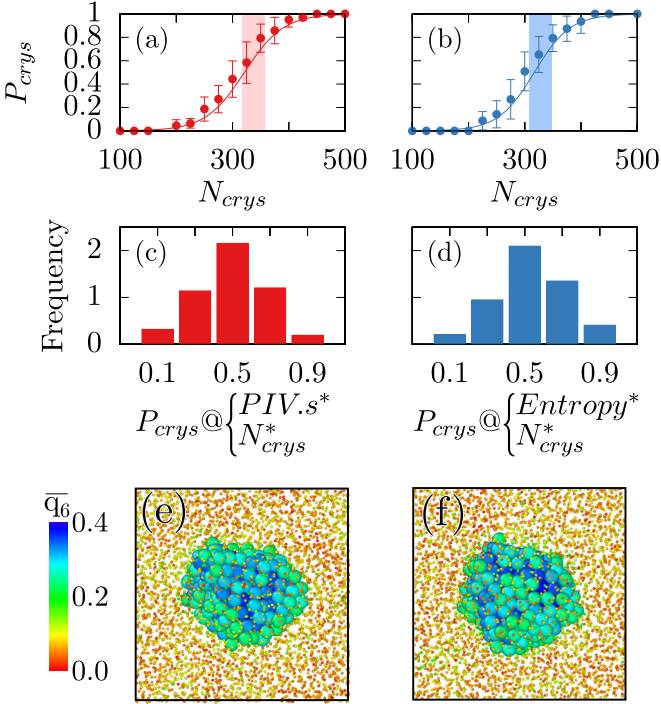 (a) (b)
P_crys
1
0.8
0.6
0.4
0.2
0
100 300 500 100 300 500
N_crys N_crys
(c) (d)
Frequency
2
1
0
0.1 0.5 0.9 0.1 0.5 0.9
P_crys@{PIV.s* N*_crys P_crys@{Entropy* N*_crys
q̅6 (e) (f)
0.4
0.2
0.0